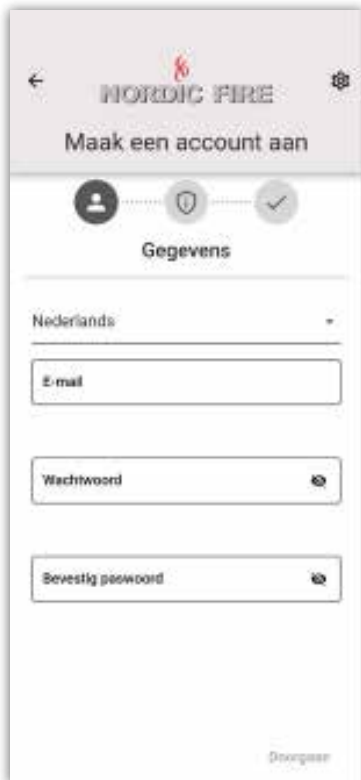 NORDIC FIRE
Maak een account aan
Gegevens
Nederlands
E-mail
Wachtwoord
Bevestig paswoord
Doorgaan